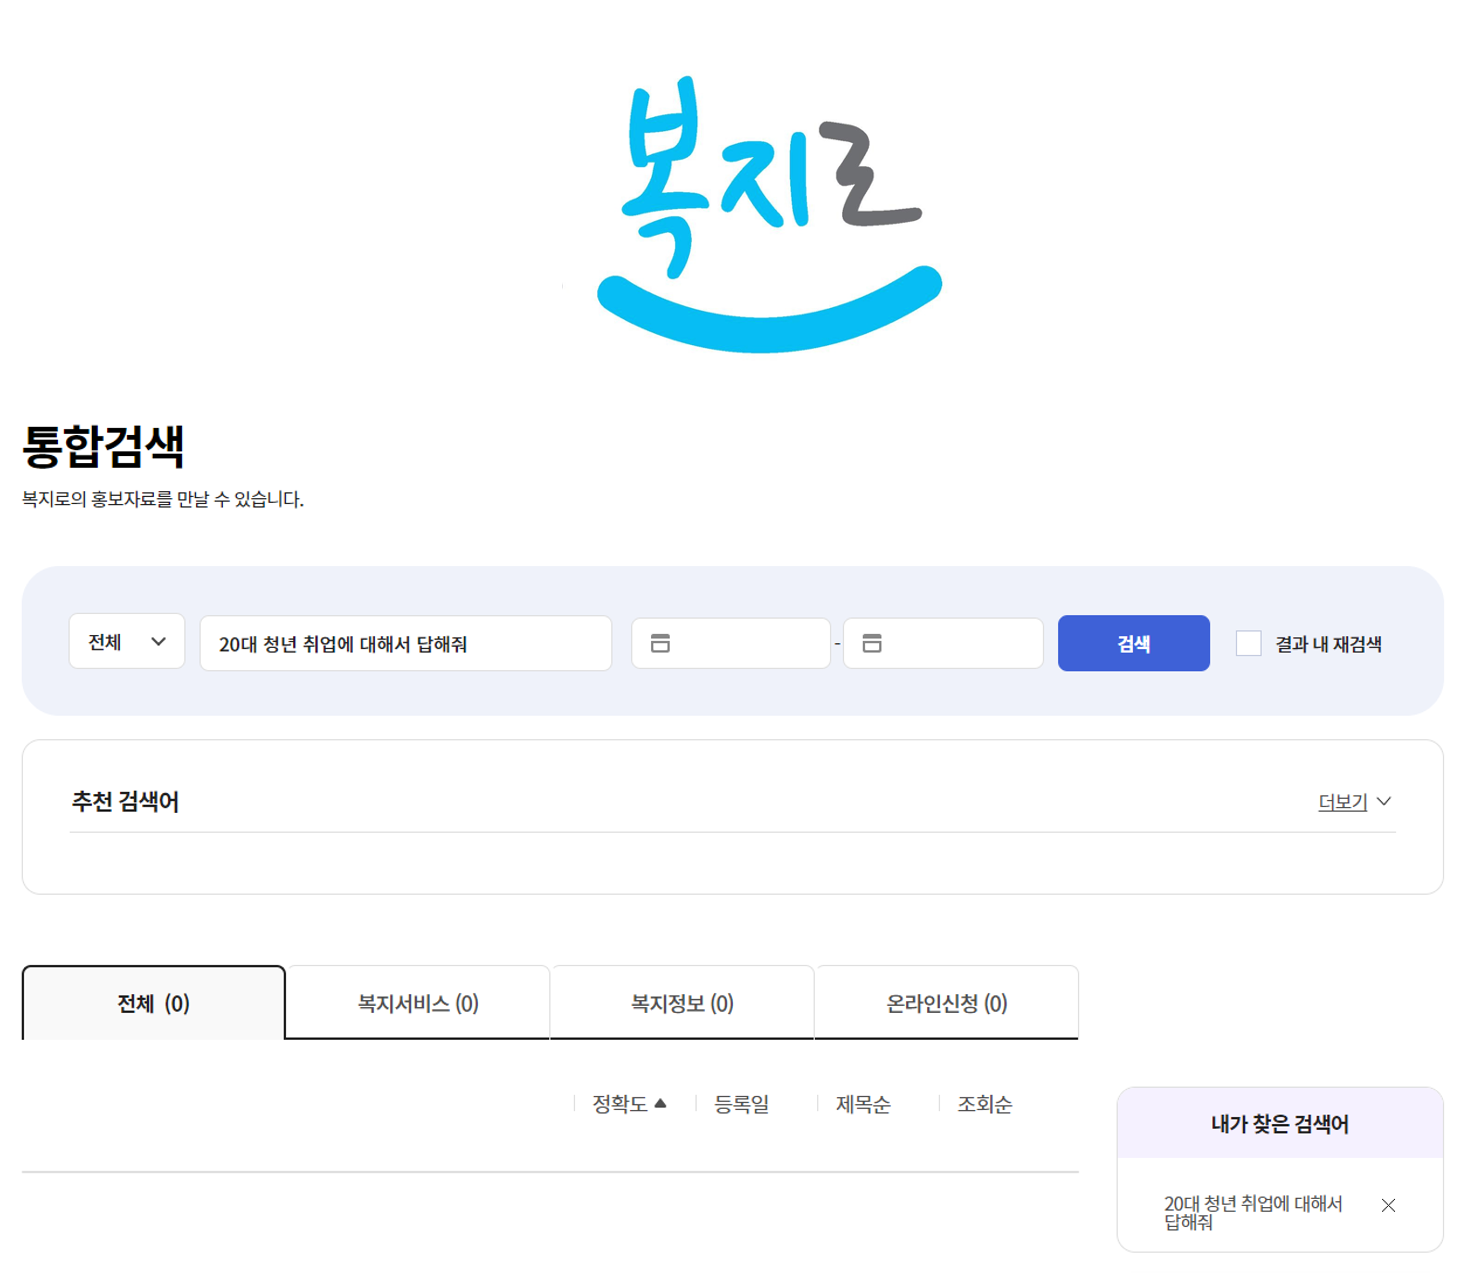 복지로
통합검색
복지로의 홍보자료를 만날 수 있습니다.
전체 20대 청년 취업에 대해서 답해줘 - 검색 결과 내 재검색
추천 검색어 더보기
전체 (0) 복지서비스 (0) 복지정보 (0) 온라인신청 (0)
정확도 ▲ 등록일 제목순 조회순
내가 찾은 검색어
20대 청년 취업에 대해서
답해줘